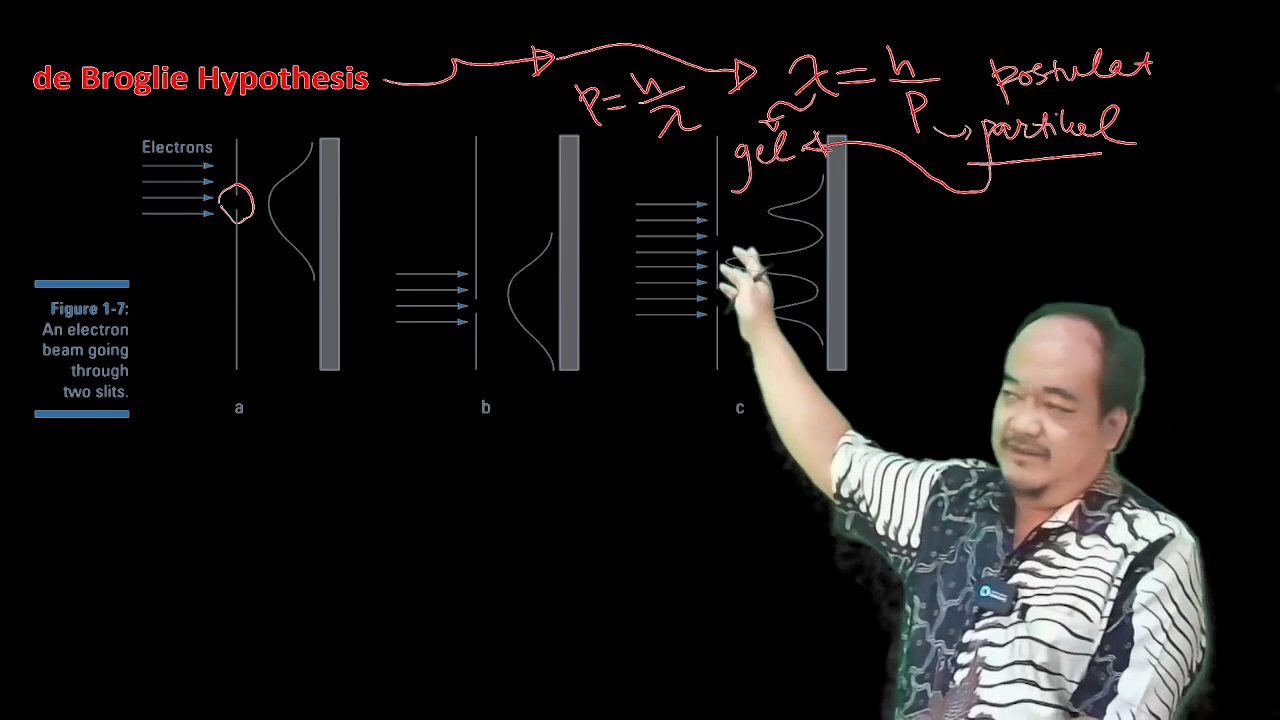 de Broglie Hypothesis
p = h/λ
λ = h/p
postulat
partikel
gel
Electrons
Figure 1-7:
An electron
beam going
through
two slits.
a
b
c